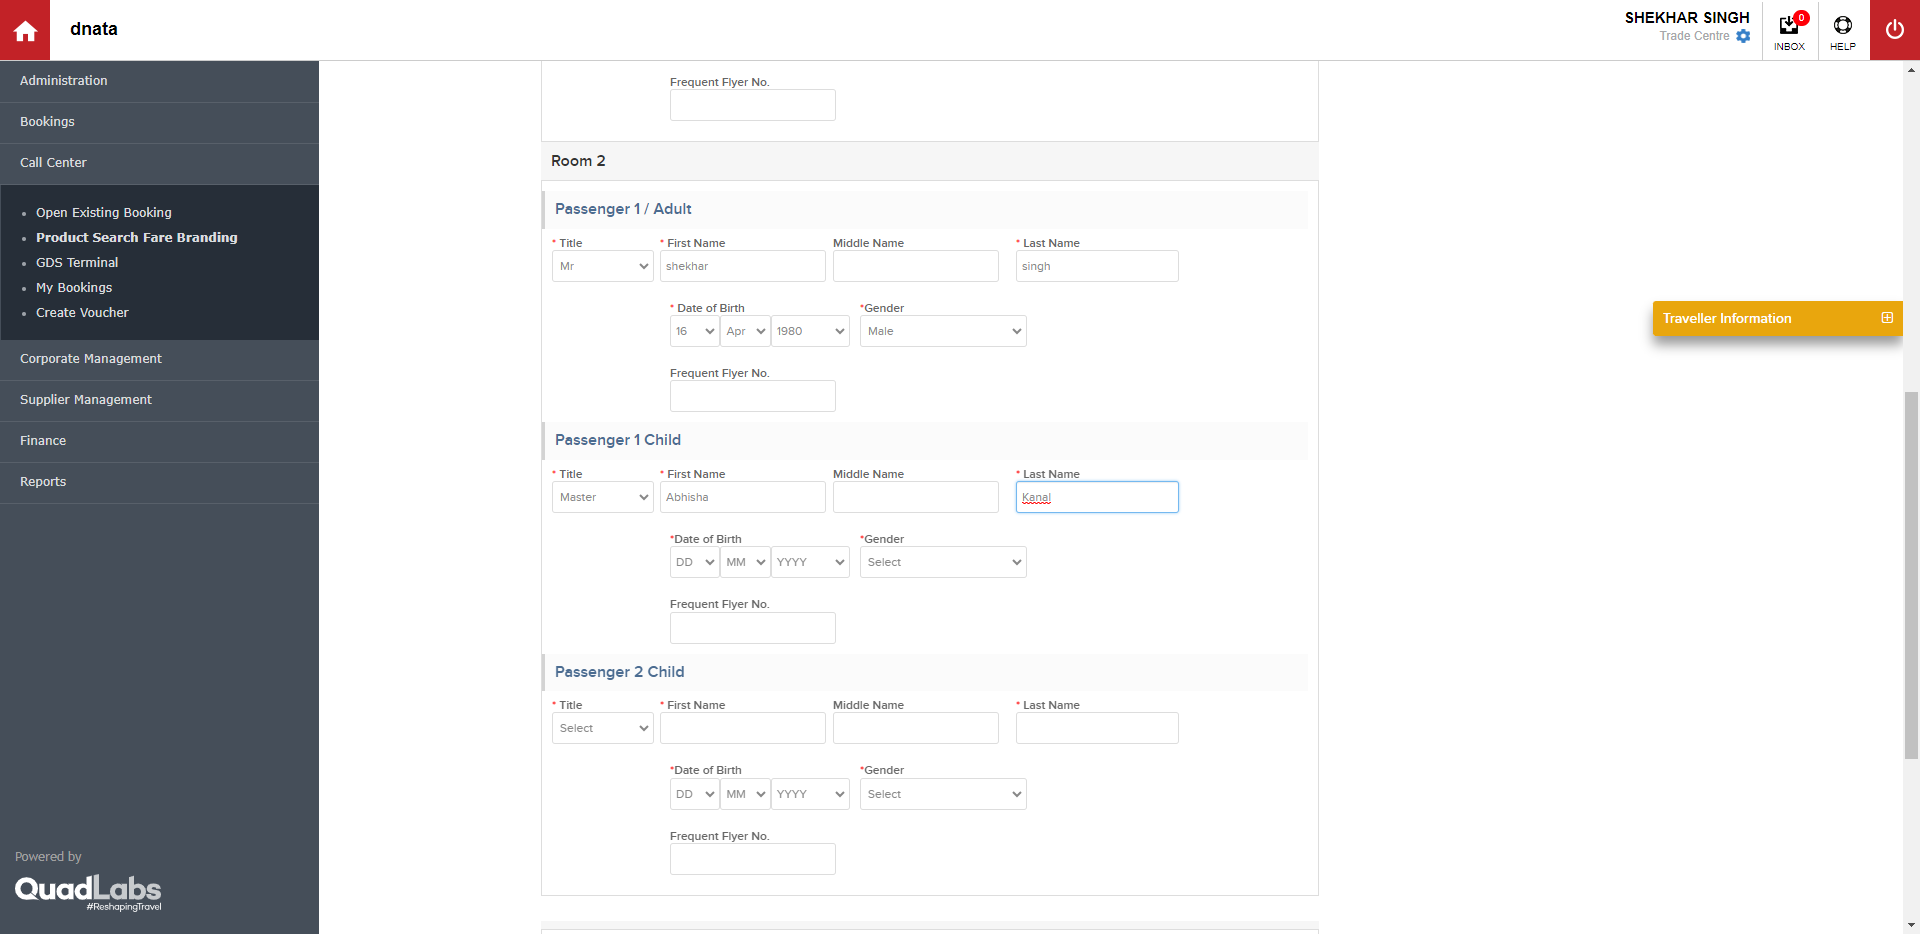 dnata
SHEKHAR SINGH
Trade Centre
0
INBOX
HELP
Administration
Bookings
Call Center
Open Existing Booking
Product Search Fare Branding
GDS Terminal
My Bookings
Create Voucher
Corporate Management
Supplier Management
Finance
Reports
Powered by
QuadLabs
#ReshapingTravel
Frequent Flyer No.
Room 2
Passenger 1 / Adult
* Title * First Name Middle Name * Last Name
Mr shekhar singh
* Date of Birth *Gender
16 Apr 1980 Male
Frequent Flyer No.
Passenger 1 Child
* Title * First Name Middle Name * Last Name
Master Abhisha Kanal
*Date of Birth *Gender
DD MM YYYY Select
Frequent Flyer No.
Passenger 2 Child
* Title * First Name Middle Name * Last Name
Select
*Date of Birth *Gender
DD MM YYYY Select
Frequent Flyer No.
Traveller Information